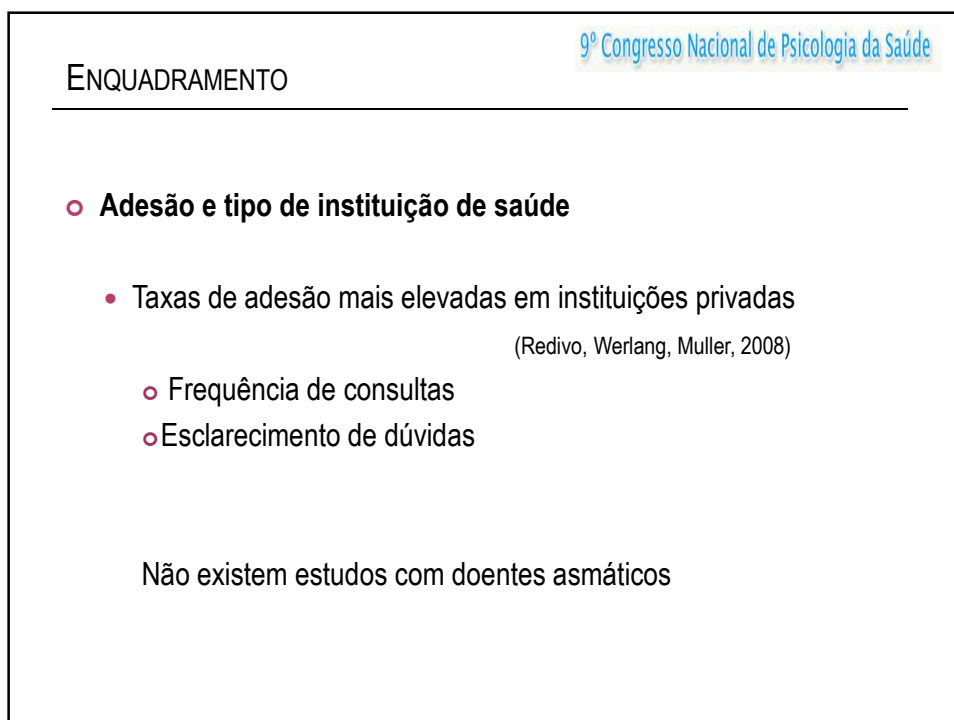 9º Congresso Nacional de Psicologia da Saúde
ENQUADRAMENTO
Adesão e tipo de instituição de saúde
Taxas de adesão mais elevadas em instituições privadas
(Redivo, Werlang, Muller, 2008)
Frequência de consultas
Esclarecimento de dúvidas
Não existem estudos com doentes asmáticos